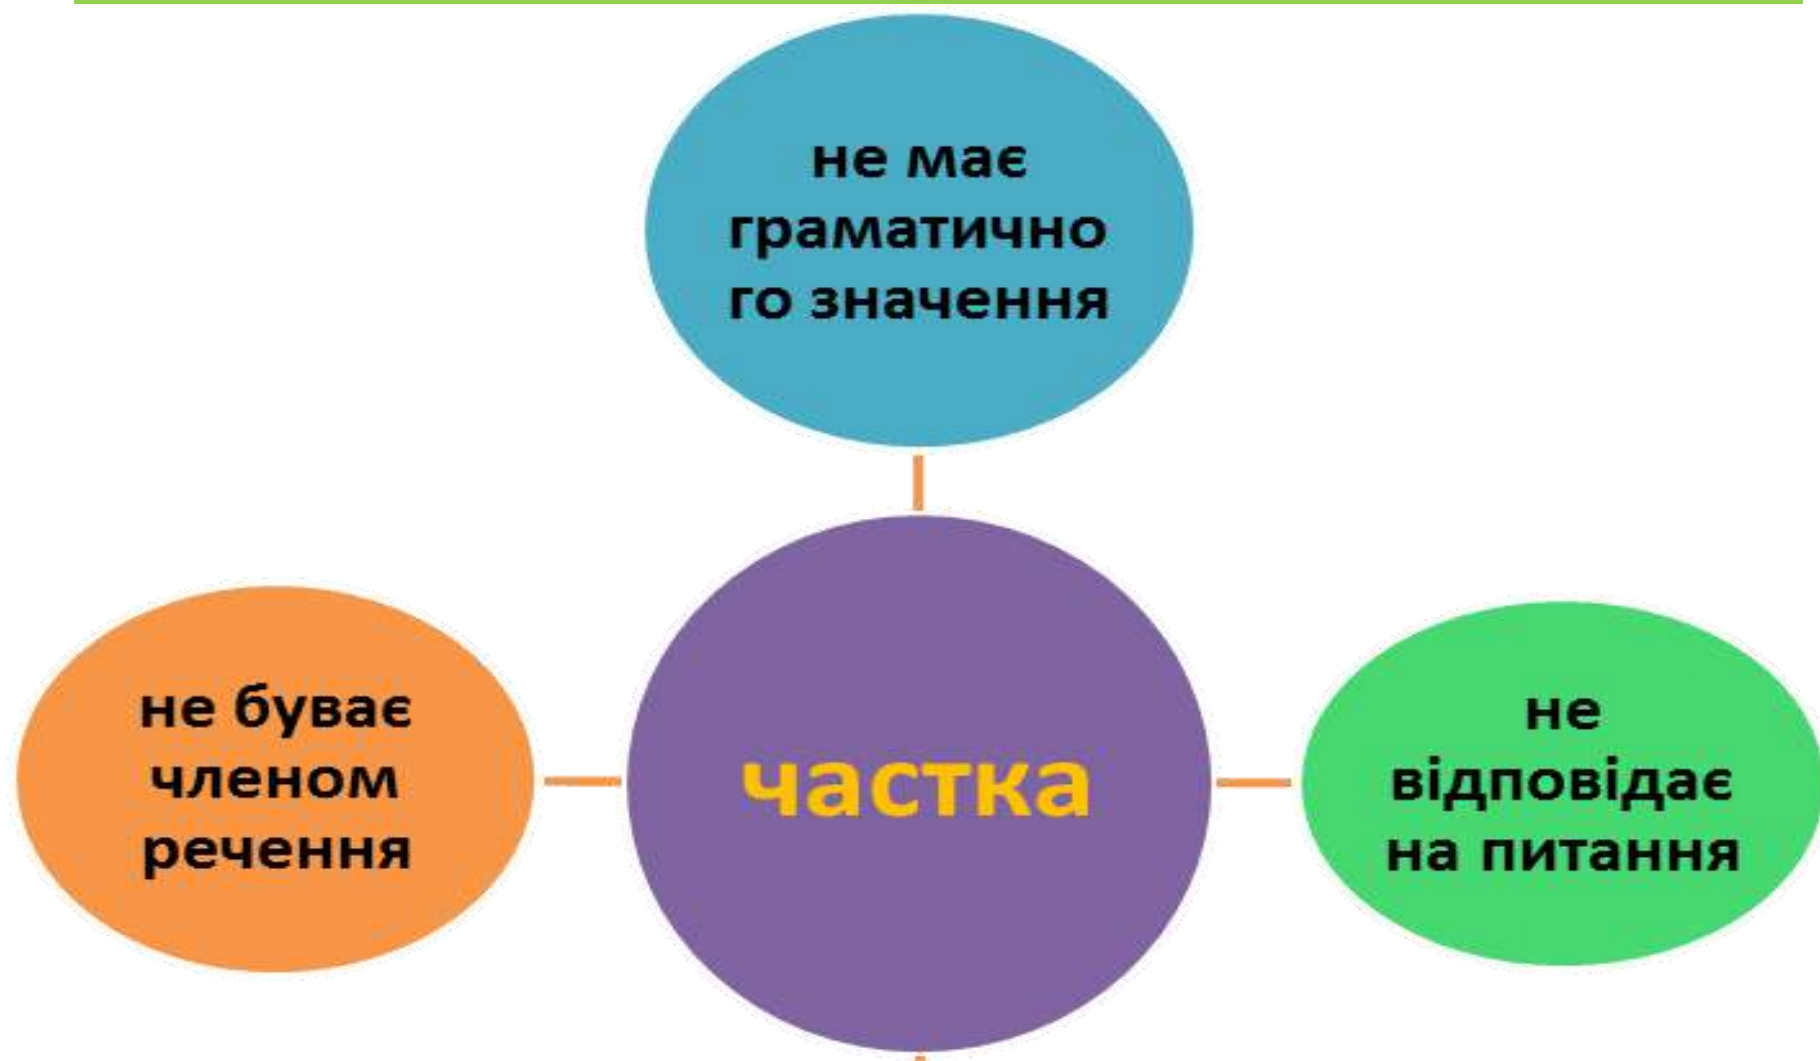 не має
граматично
го значення
не буває
членом
речення
частка
не
відповідає
на питання